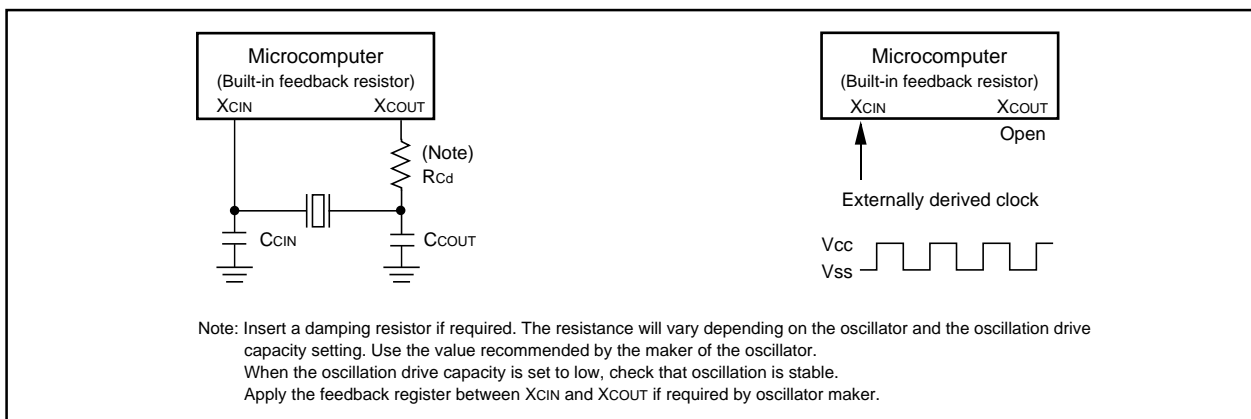 Microcomputer
(Built-in feedback resistor)
XCIN XCOUT
(Note)
RCd
CCIN CCOUT
Microcomputer
(Built-in feedback resistor)
XCIN XCOUT
Open
Externally derived clock
Vcc
Vss
Note: Insert a damping resistor if required. The resistance will vary depending on the oscillator and the oscillation drive
capacity setting. Use the value recommended by the maker of the oscillator.
When the oscillation drive capacity is set to low, check that oscillation is stable.
Apply the feedback register between XCIN and XCOUT if required by oscillator maker.